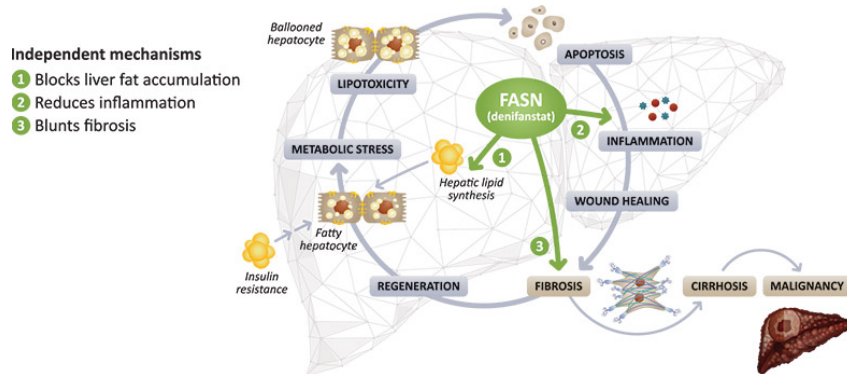 Independent mechanisms
1 Blocks liver fat accumulation
2 Reduces inflammation
3 Blunts fibrosis
Ballooned
hepatocyte
LIPOTOXICITY
APOPTOSIS
FASN
(denifanstat)
2
INFLAMMATION
1
METABOLIC STRESS
Hepatic lipid
synthesis
WOUND HEALING
Fatty
hepatocyte
3
Insulin
resistance
REGENERATION
FIBROSIS
CIRRHOSIS
MALIGNANCY